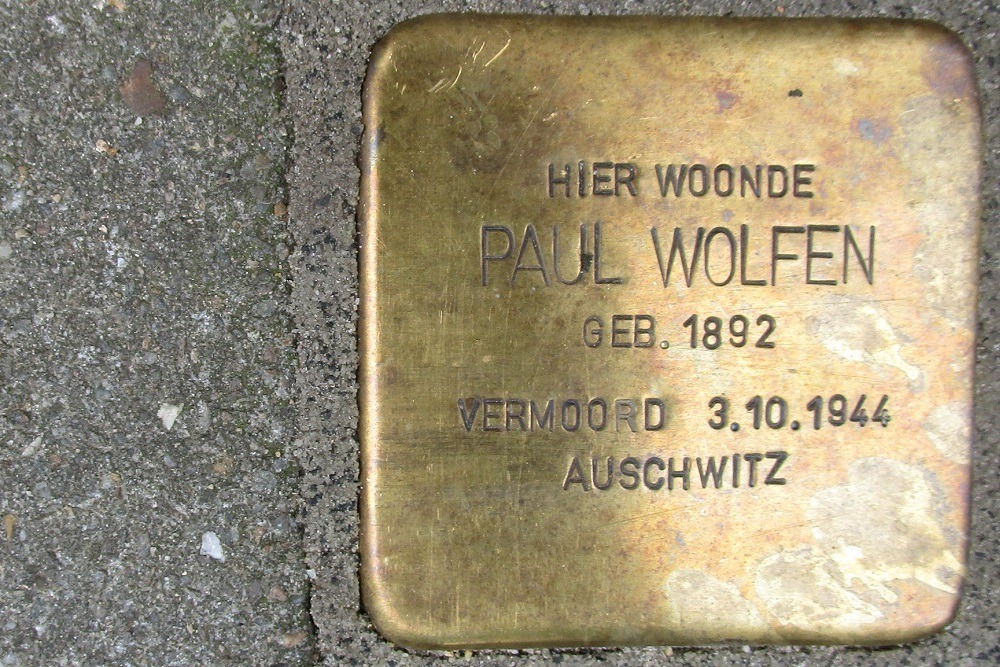 HIER WOONDE
PAUL WOLFEN
GEB. 1892
VERMOORD 3.10.1944
AUSCHWITZ